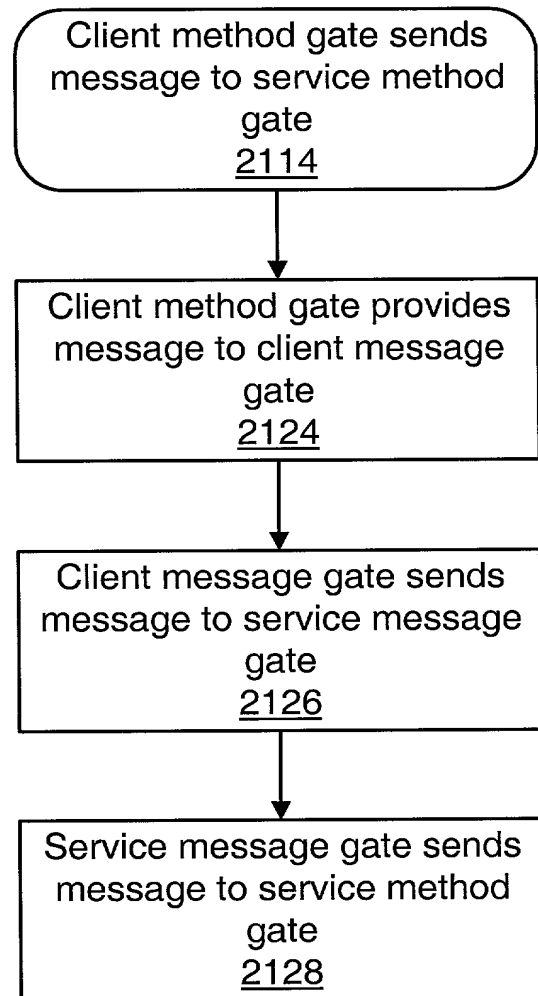 Client method gate sends
message to service method
gate
2114
Client method gate provides
message to client message
gate
2124
Client message gate sends
message to service message
gate
2126
Service message gate sends
message to service method
gate
2128